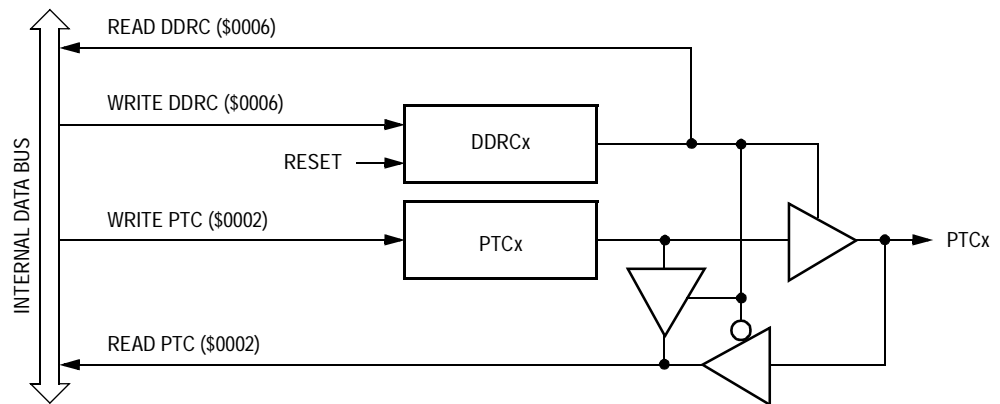 READ DDRC ($0006)
WRITE DDRC ($0006)
DDRCx
RESET
INTERNAL DATA BUS
WRITE PTC ($0002)
PTCx
PTCx
READ PTC ($0002)